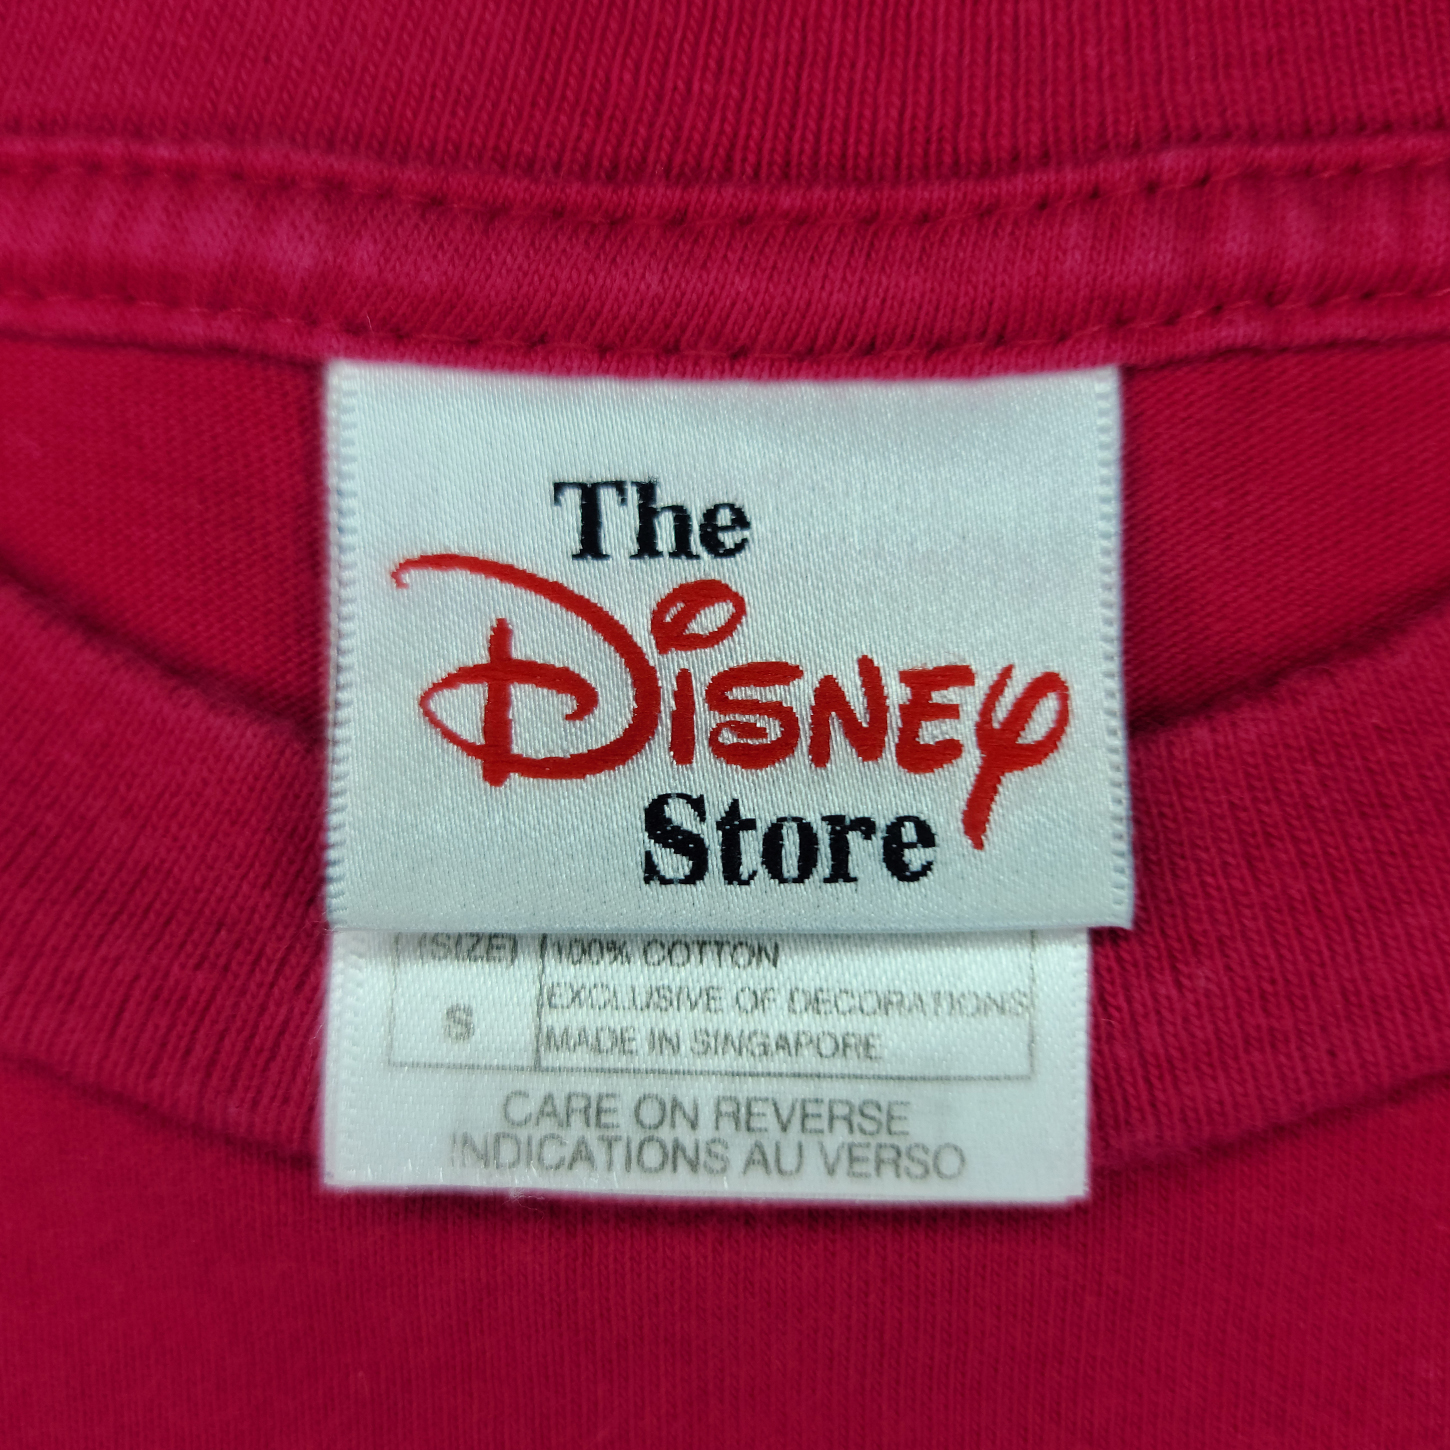 The
Disney
Store
(SIZE) 100% COTTON
EXCLUSIVE OF DECORATIONS
S
MADE IN SINGAPORE
CARE ON REVERSE
INDICATIONS AU VERSO